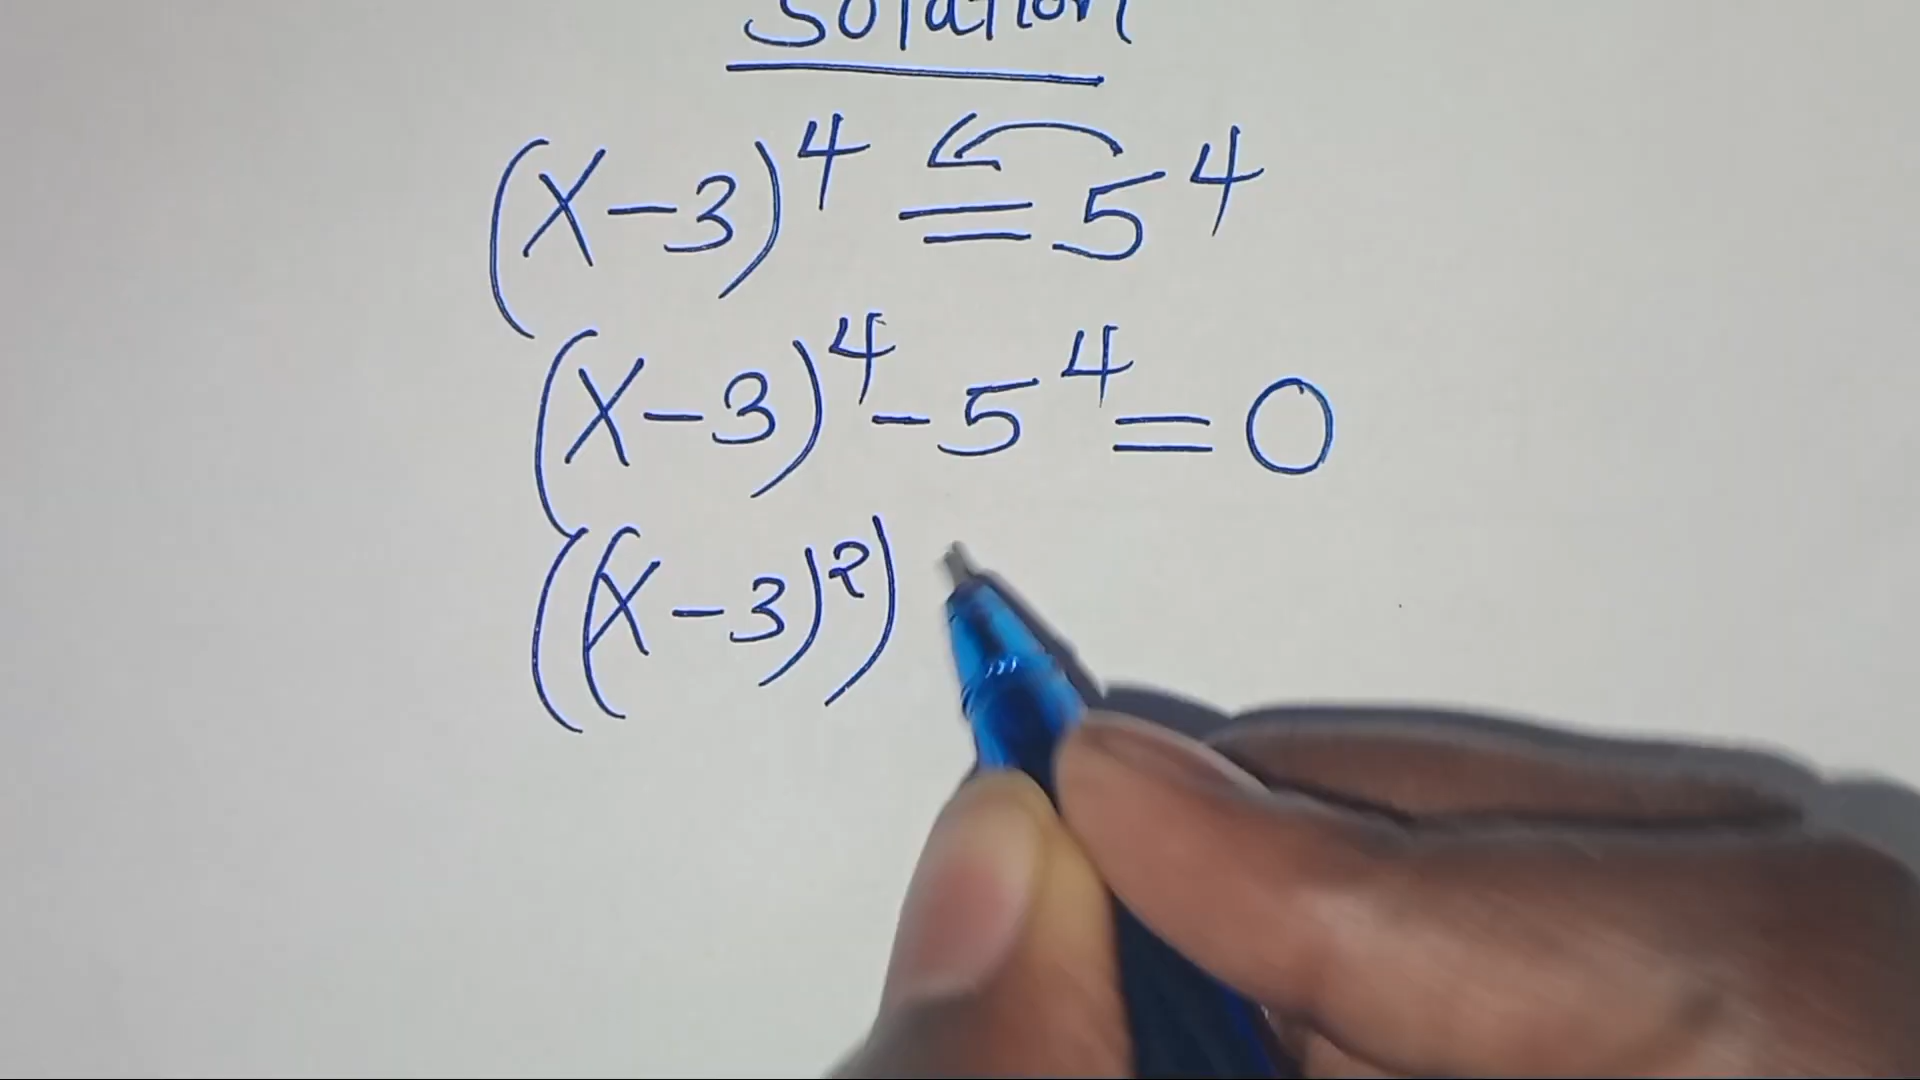 Solution
(x-3)^4 = 5^4
(x-3)^4 - 5^4 = 0
((x-3)^2)